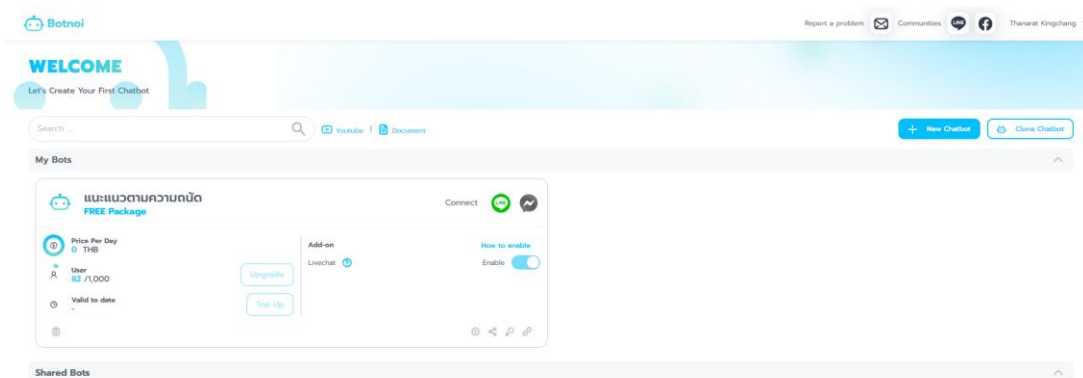 Botnoi
Report a problem Communities LINE Thanarat Kingchang
WELCOME
Let's Create Your First Chatbot
Search ... Youtube | Document + New Chatbot Clone Chatbot
My Bots
แนะแนวตามความถนัด
FREE Package
Connect LINE
Price Per Day
0 THB
User
82 /1,000
Upgrade
Valid to date
-
Top Up
Add-on How to enable
Livechat ? Enable
Shared Bots